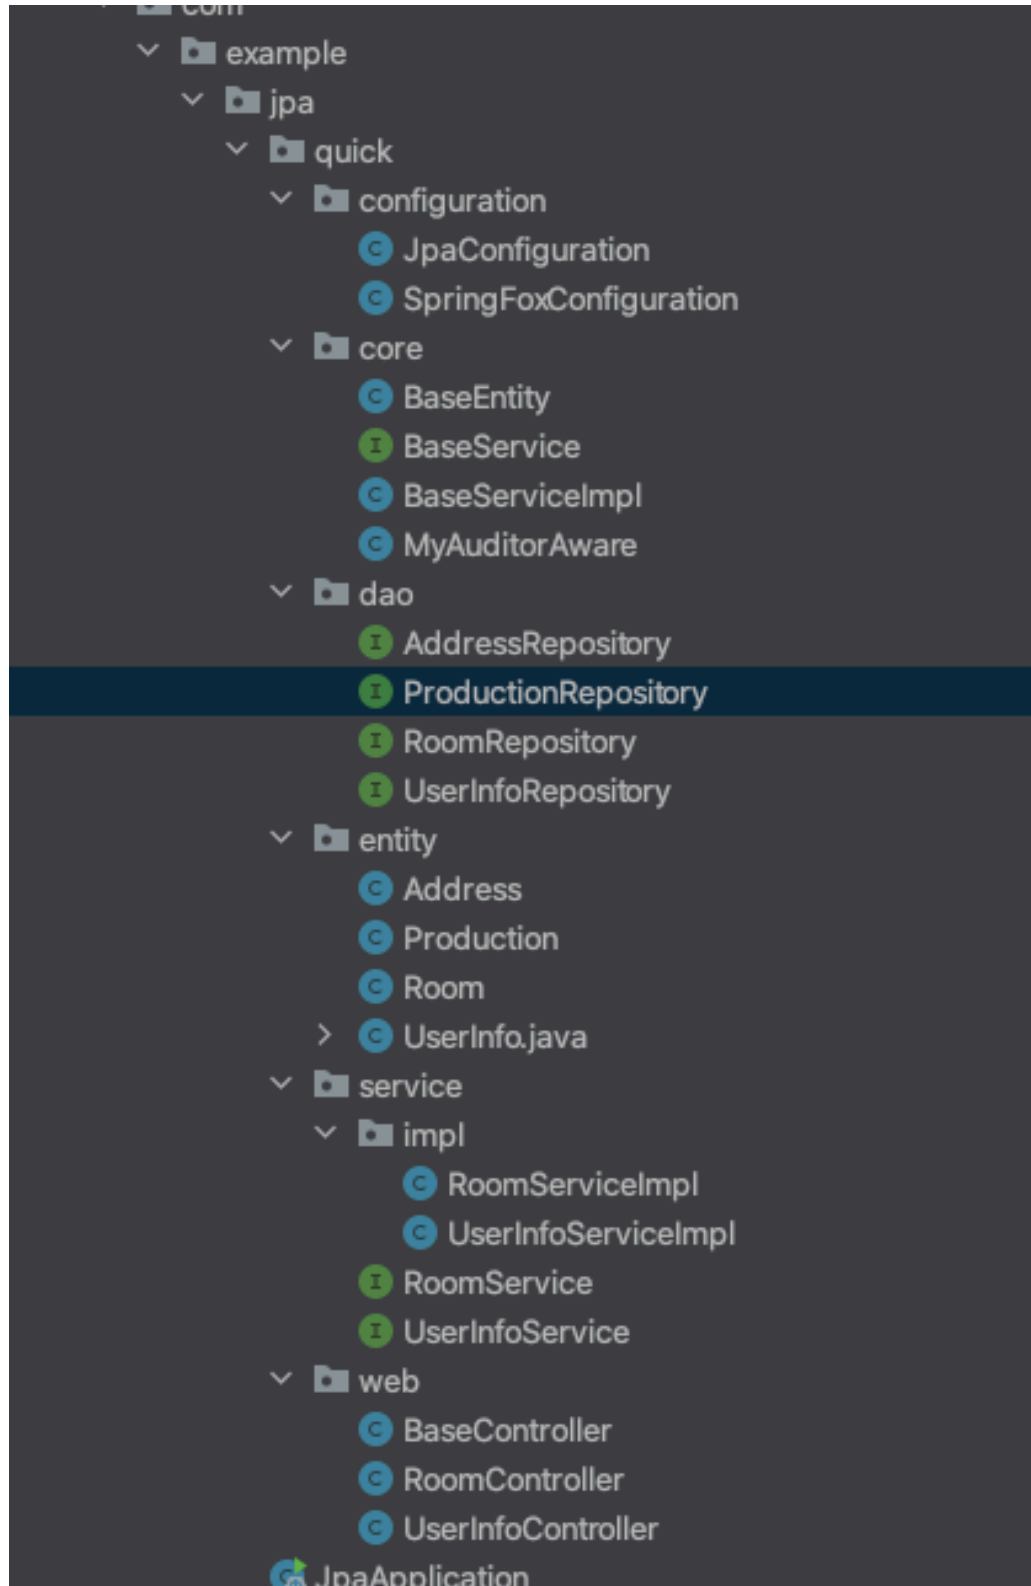 com
example
jpa
quick
configuration
JpaConfiguration
SpringFoxConfiguration
core
BaseEntity
BaseService
BaseServiceImpl
MyAuditorAware
dao
AddressRepository
ProductionRepository
RoomRepository
UserInfoRepository
entity
Address
Production
Room
UserInfo.java
service
impl
RoomServiceImpl
UserInfoServiceImpl
RoomService
UserInfoService
web
BaseController
RoomController
UserInfoController
JpaApplication